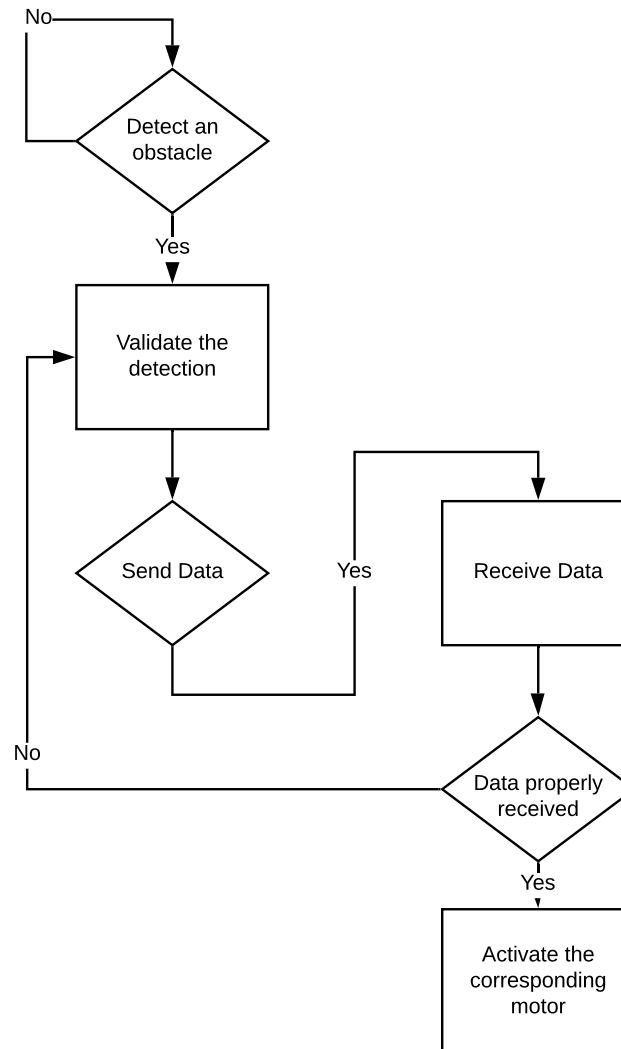 No
Detect an
obstacle
Yes
Validate the
detection
Send Data
Yes
Receive Data
No
Data properly
received
Yes
Activate the
corresponding
motor